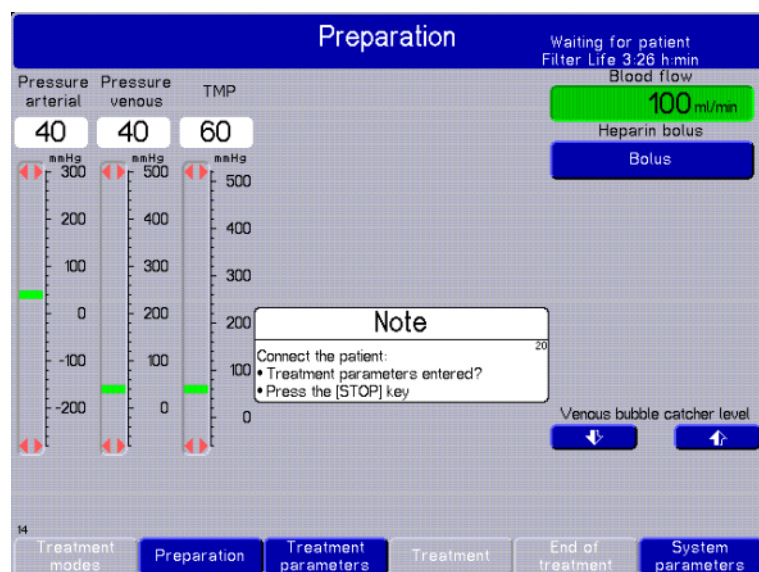 Preparation
Waiting for patient
Filter Life 3:26 h:min
Pressure arterial
Pressure venous
TMP
40
40
60
mmHg
300
200
100
0
-100
-200
mmHg
500
400
300
200
100
0
mmHg
500
400
300
200
100
0
Blood flow
100 ml/min
Heparin bolus
Bolus
Note
20
Connect the patient:
• Treatment parameters entered?
• Press the [STOP] key
Venous bubble catcher level
14
Treatment modes
Preparation
Treatment parameters
Treatment
End of treatment
System parameters